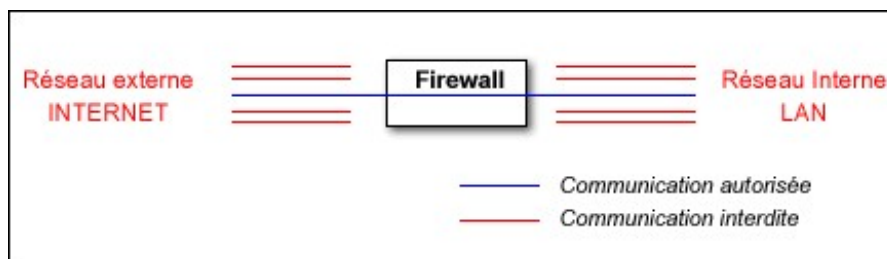 Réseau externe
INTERNET
Firewall
Réseau Interne
LAN
Communication autorisée
Communication interdite